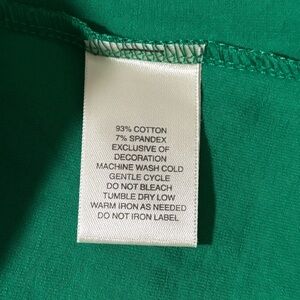 93% COTTON
7% SPANDEX
EXCLUSIVE OF
DECORATION
MACHINE WASH COLD
GENTLE CYCLE
DO NOT BLEACH
TUMBLE DRY LOW
WARM IRON AS NEEDED
DO NOT IRON LABEL